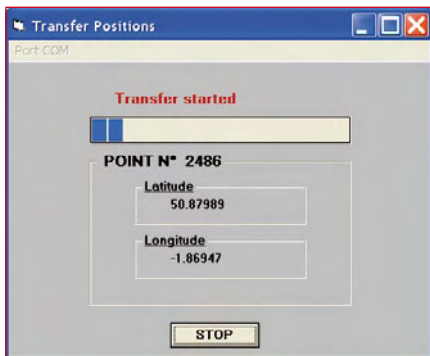 Transfer Positions
Port COM
Transfer started
POINT N° 2486
Latitude
50.87989
Longitude
-1.86947
STOP